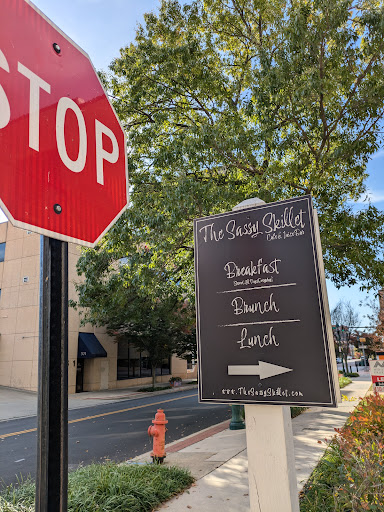 STOP
The Sassy Skillet
Breakfast
Brunch
Lunch
www.TheSassySkillet.com